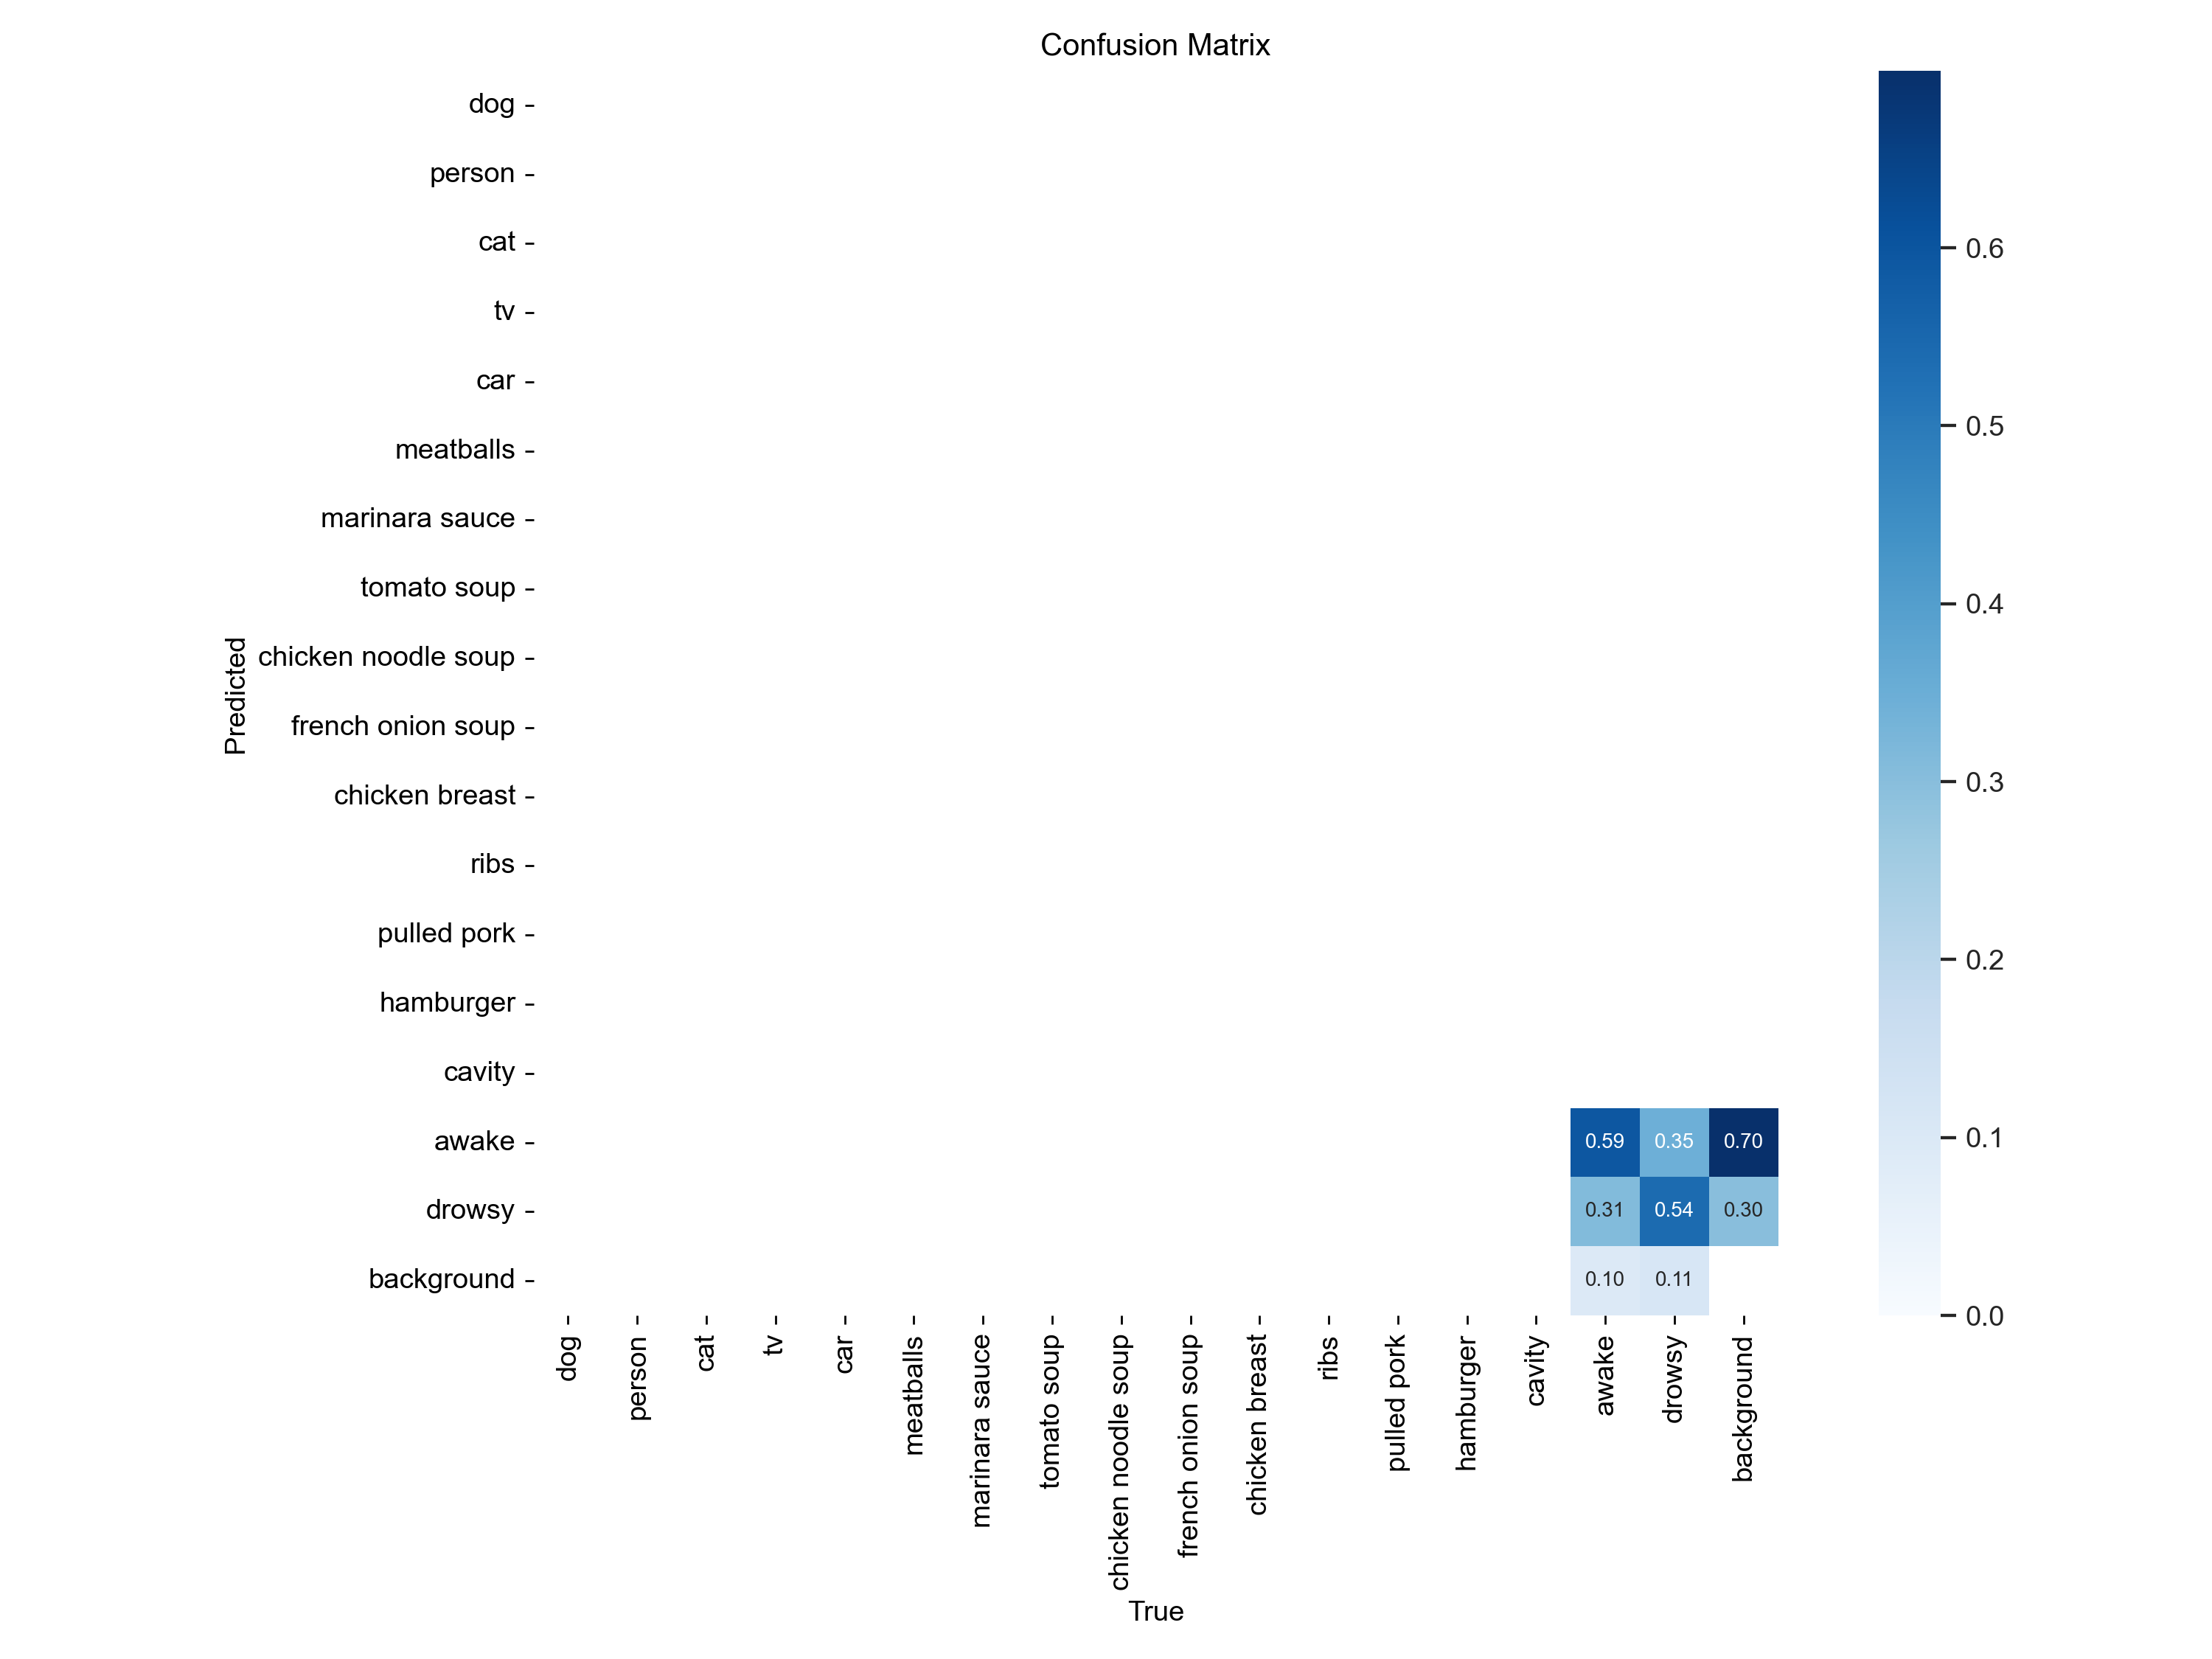 Confusion Matrix
dog
person
cat
tv
car
meatballs
marinara sauce
tomato soup
chicken noodle soup
french onion soup
chicken breast
ribs
pulled pork
hamburger
cavity
awake
drowsy
background
Predicted
0.59 0.35 0.70
0.31 0.54 0.30
0.10 0.11
dog
person
cat
tv
car
meatballs
marinara sauce
tomato soup
chicken noodle soup
french onion soup
chicken breast
ribs
pulled pork
hamburger
cavity
awake
drowsy
background
True
0.6
0.5
0.4
0.3
0.2
0.1
0.0